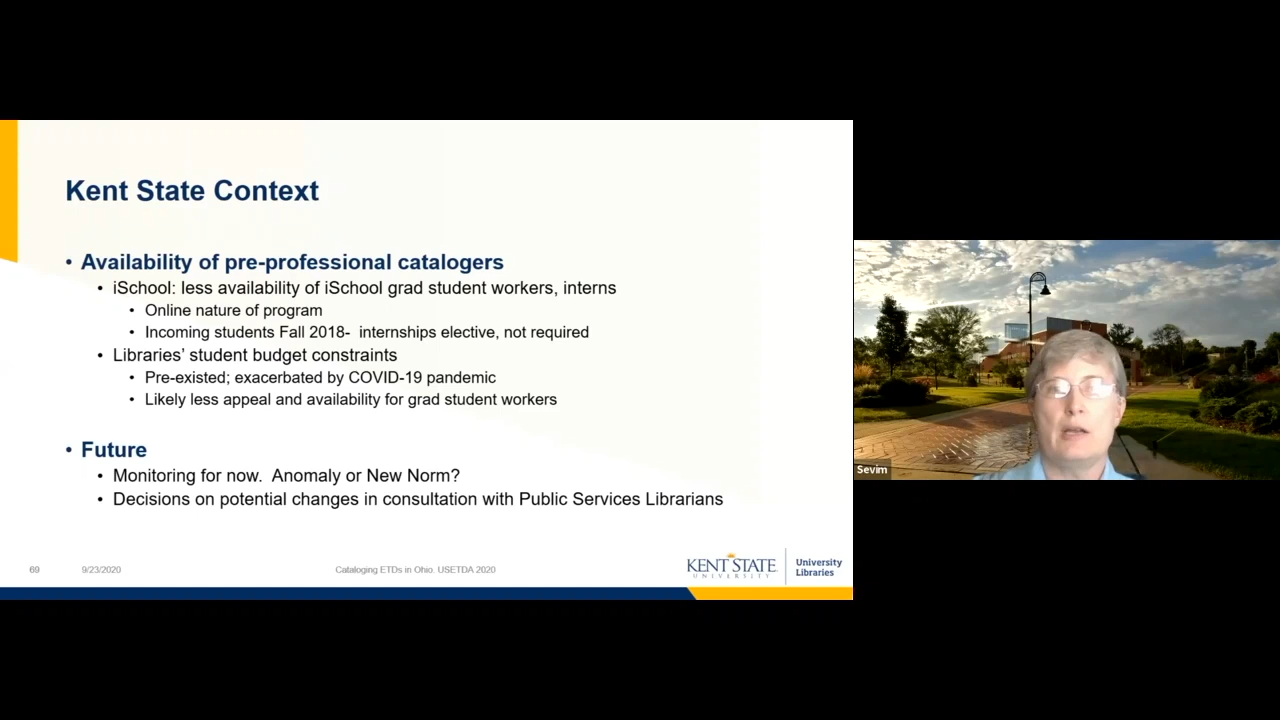 Kent State Context
• Availability of pre-professional catalogers
• iSchool: less availability of iSchool grad student workers, interns
• Online nature of program
• Incoming students Fall 2018- internships elective, not required
• Libraries’ student budget constraints
• Pre-existed; exacerbated by COVID-19 pandemic
• Likely less appeal and availability for grad student workers
• Future
• Monitoring for now. Anomaly or New Norm?
• Decisions on potential changes in consultation with Public Services Librarians
69
9/23/2020
Cataloging ETDs in Ohio. USETDA 2020
KENT STATE
UNIVERSITY
University
Libraries
Sevim